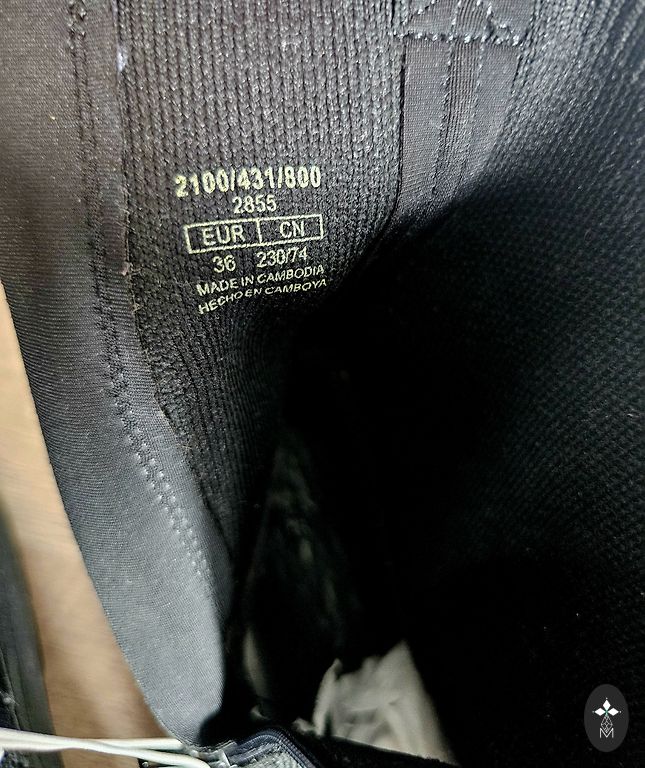 2100/431/800
2855
EUR CN
36 230/74
MADE IN CAMBODIA
HECHO EN CAMBOYA
M